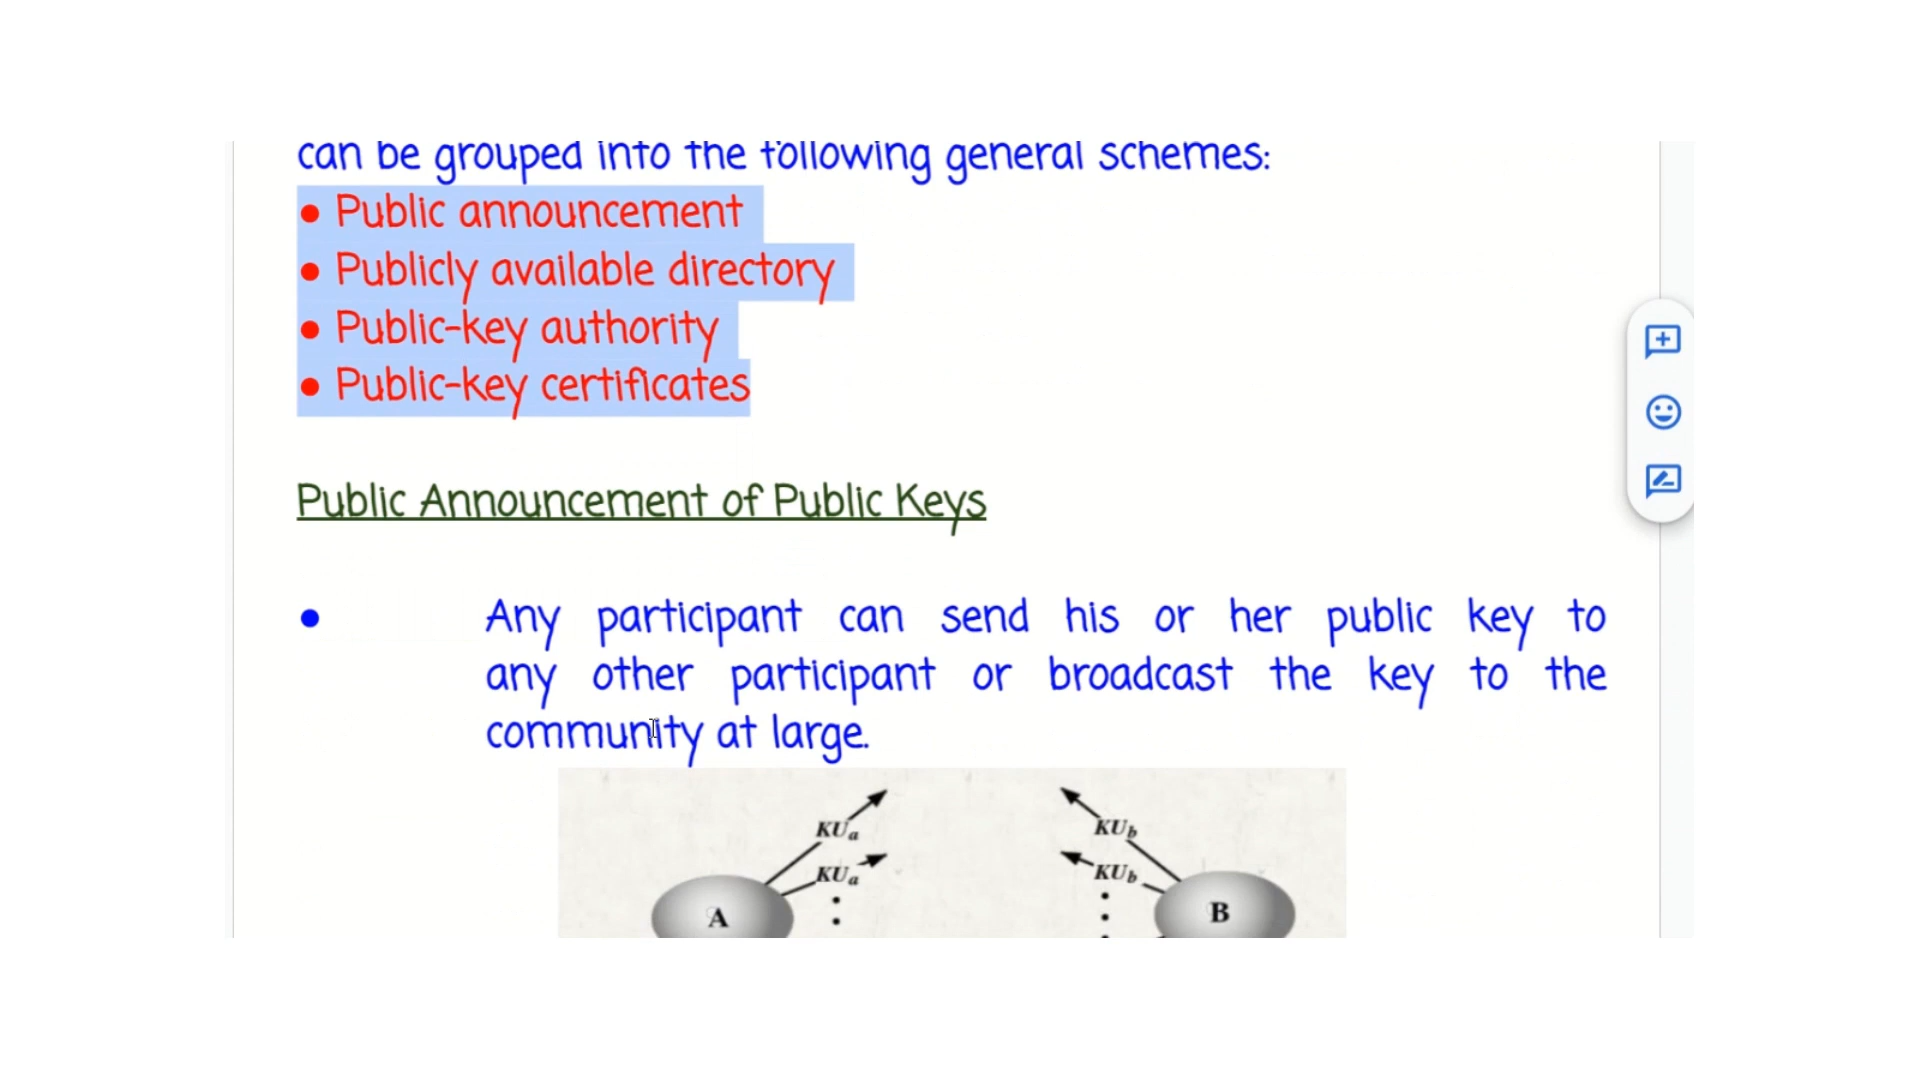 can be grouped into the following general schemes:
● Public announcement
● Publicly available directory
● Public-key authority
● Public-key certificates
Public Announcement of Public Keys
● Any participant can send his or her public key to
any other participant or broadcast the key to the
community at large.
KUa KUb
KUa KUb
A B